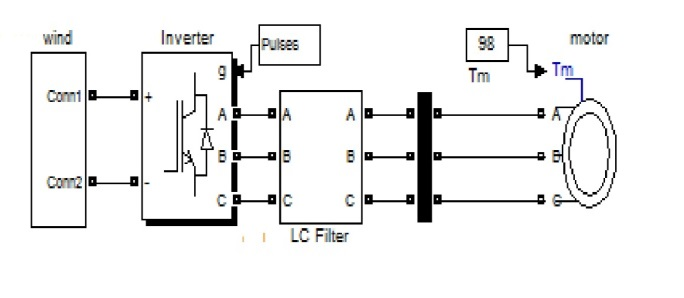 wind
Inverter
Pulses
98
motor
g
Tm
Tm
Conn1
+
A
A
A
A
B
B
B
B
Conn2
-
C
C
C
C
LC Filter